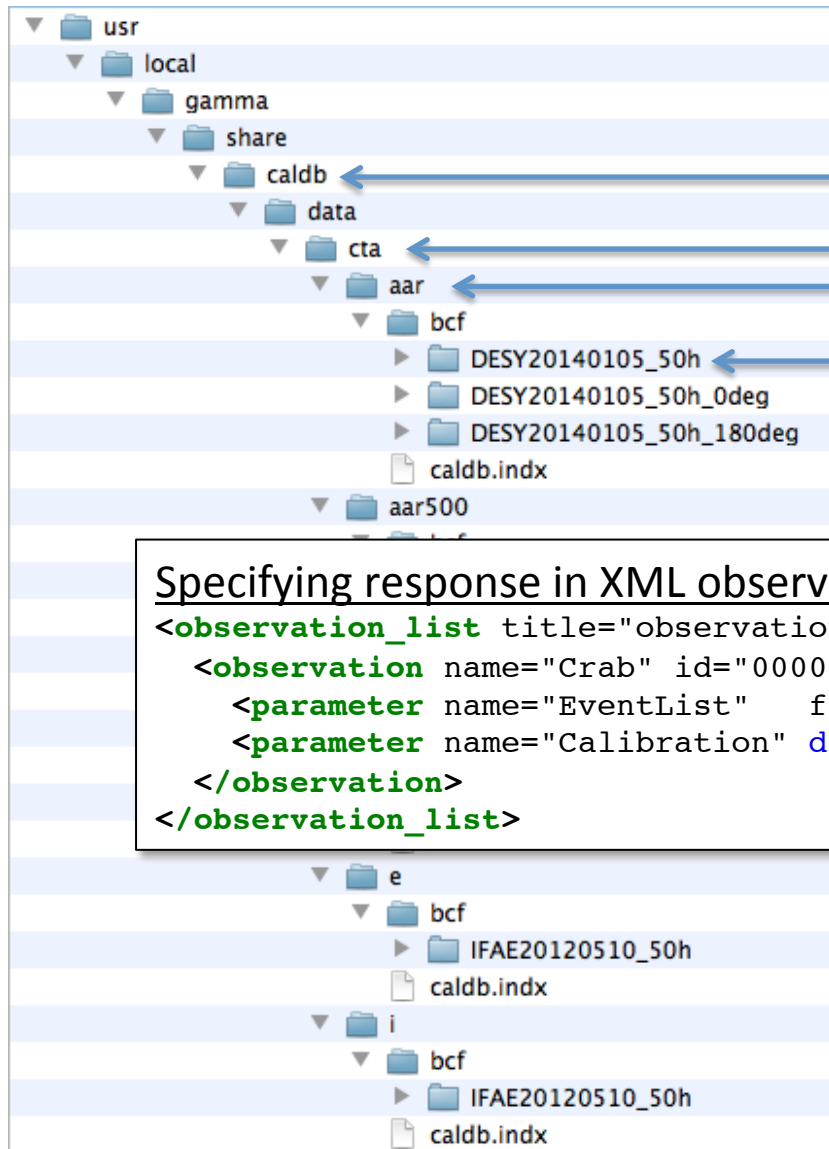 usr
local
gamma
share
caldb
data
cta
aar
bcf
DESY20140105_50h
DESY20140105_50h_0deg
DESY20140105_50h_180deg
caldb.indx
aar500
Specifying response in XML observ
<observation_list title="observatio
<observation name="Crab" id="0000
<parameter name="EventList" f
<parameter name="Calibration" d
</observation>
</observation_list>
e
bcf
IFAE20120510_50h
caldb.indx
i
bcf
IFAE20120510_50h
caldb.indx